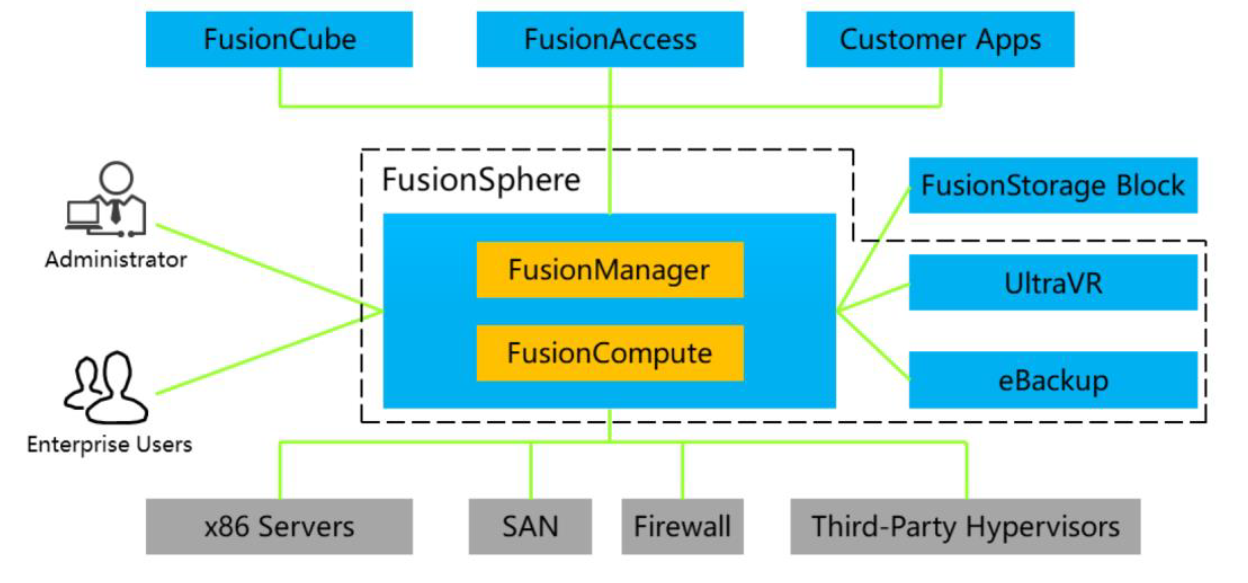 FusionCube
FusionAccess
Customer Apps
FusionSphere
FusionStorage Block
Administrator
FusionManager
UltraVR
FusionCompute
eBackup
Enterprise Users
x86 Servers
SAN
Firewall
Third-Party Hypervisors